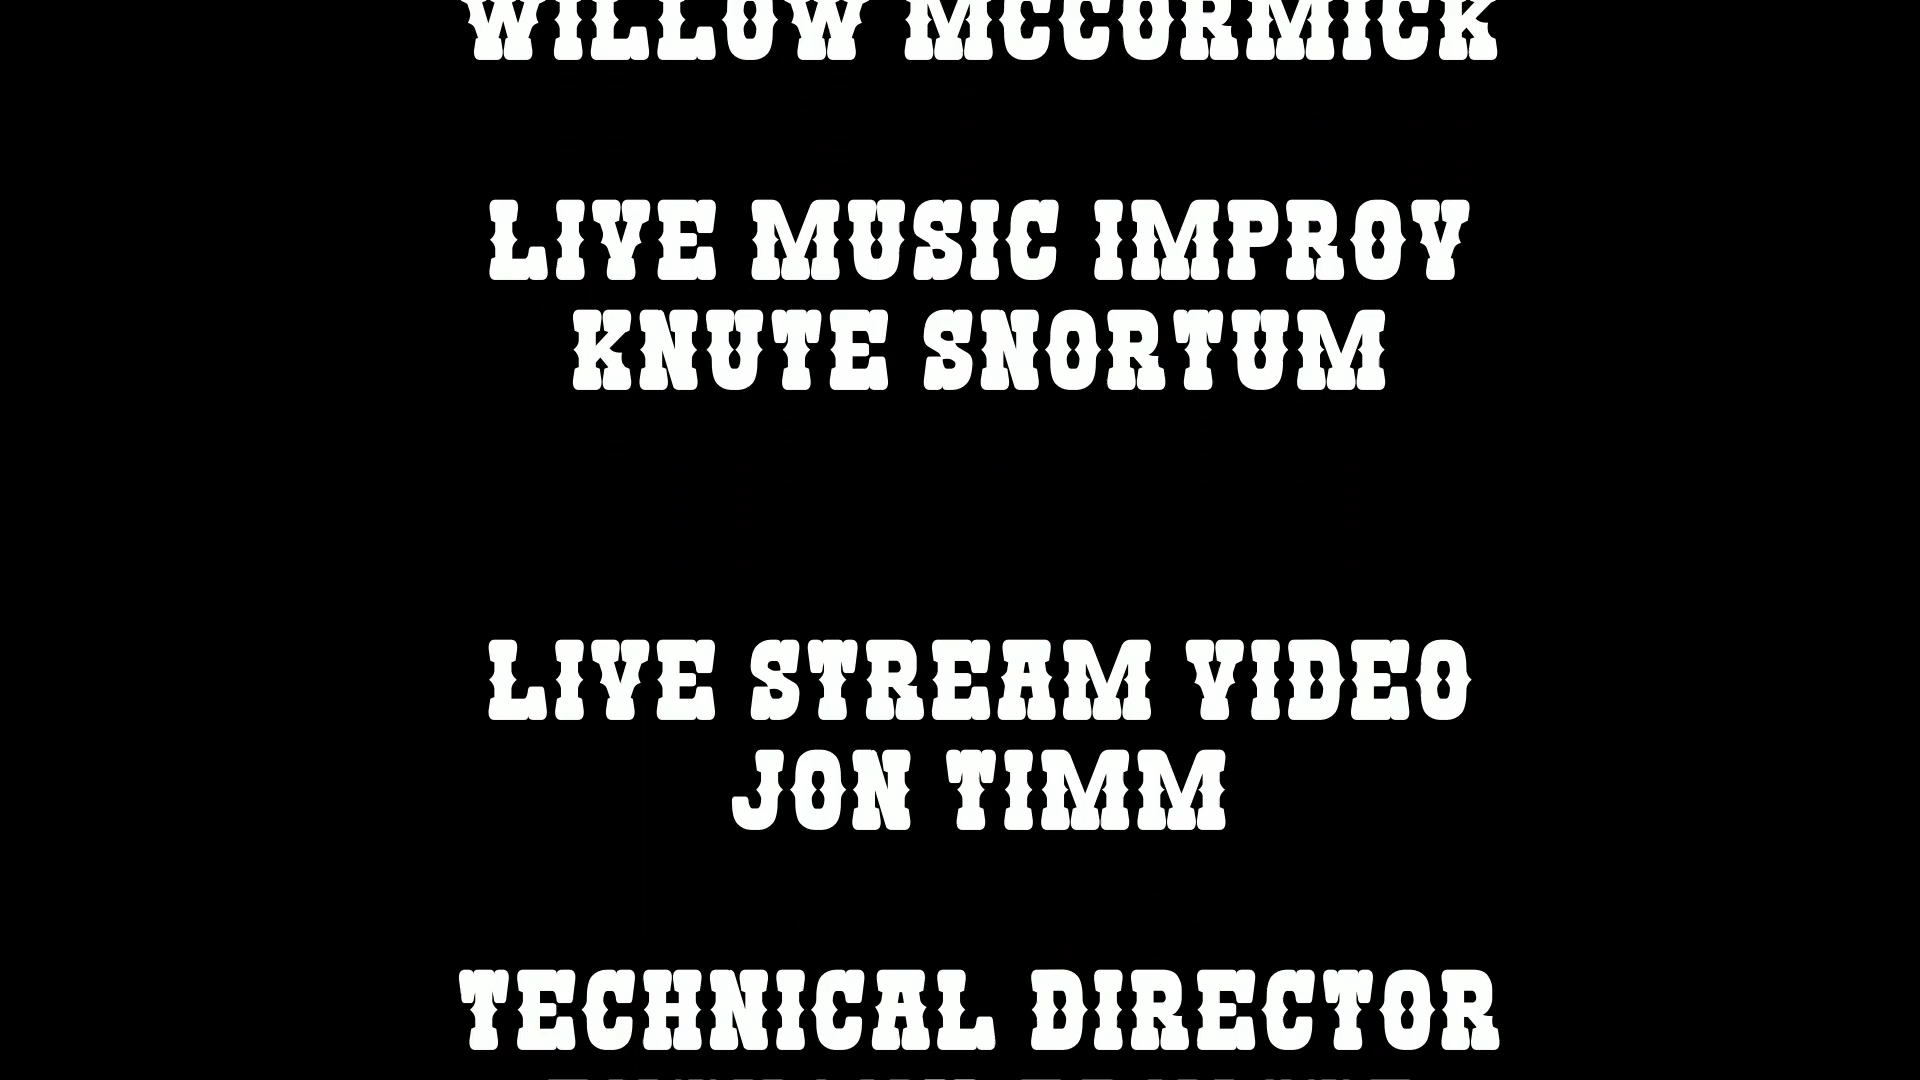 WILLOW MCCORMICK
LIVE MUSIC IMPROV
KNUTE SNORTUM
LIVE STREAM VIDEO
JON TIMM
TECHNICAL DIRECTOR